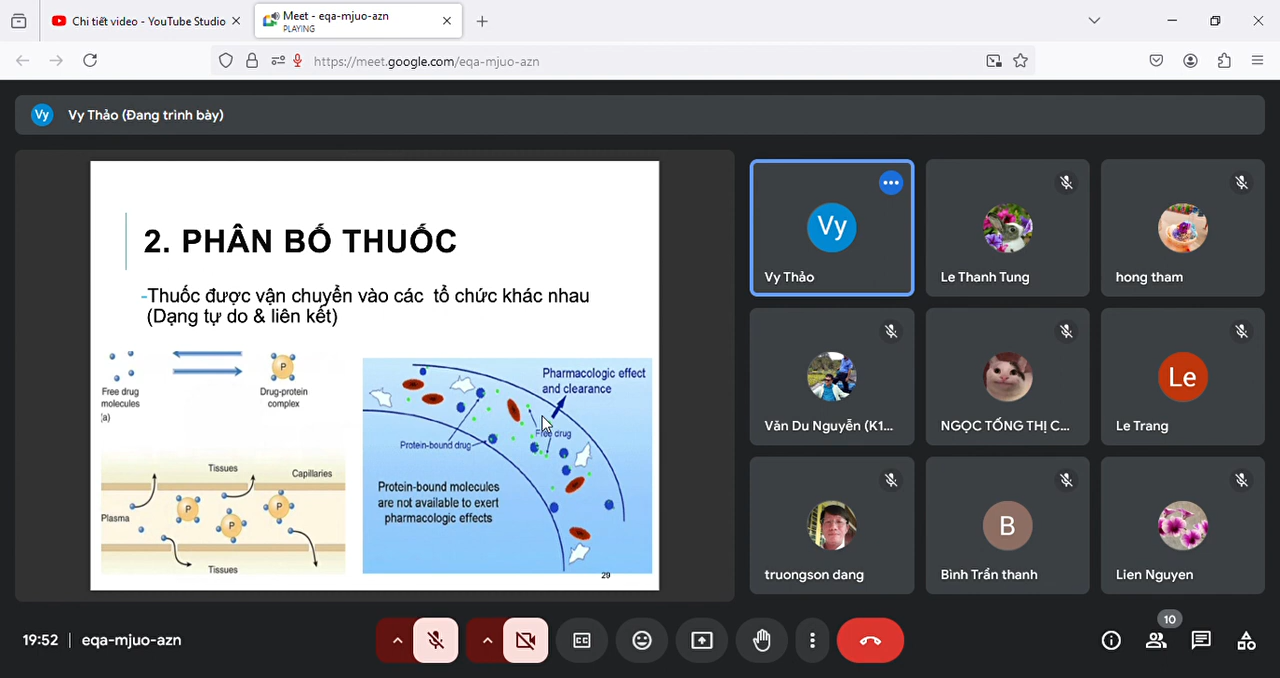 Chi tiết video - YouTube Studio
Meet - eqa-mjuo-azn
PLAYING
https://meet.google.com/eqa-mjuo-azn
Vy
Vy Thảo (Đang trình bày)
2. PHÂN BỐ THUỐC
-Thuốc được vận chuyển vào các tổ chức khác nhau
(Dạng tự do & liên kết)
P
Free drug
molecules
(a)
Drug-protein
complex
Tissues
Capillaries
Plasma
P
P
P
Tissues
Pharmacologic effect
and clearance
Free drug
Protein-bound drug
Protein-bound molecules
are not available to exert
pharmacologic effects
29
Vy
Vy Thảo
Le Thanh Tung
hong tham
Văn Du Nguyễn (K1...
NGỌC TỐNG THỊ C...
Le
Le Trang
truongson dang
B
Bình Trần thanh
Lien Nguyen
19:52
eqa-mjuo-azn
CC
10